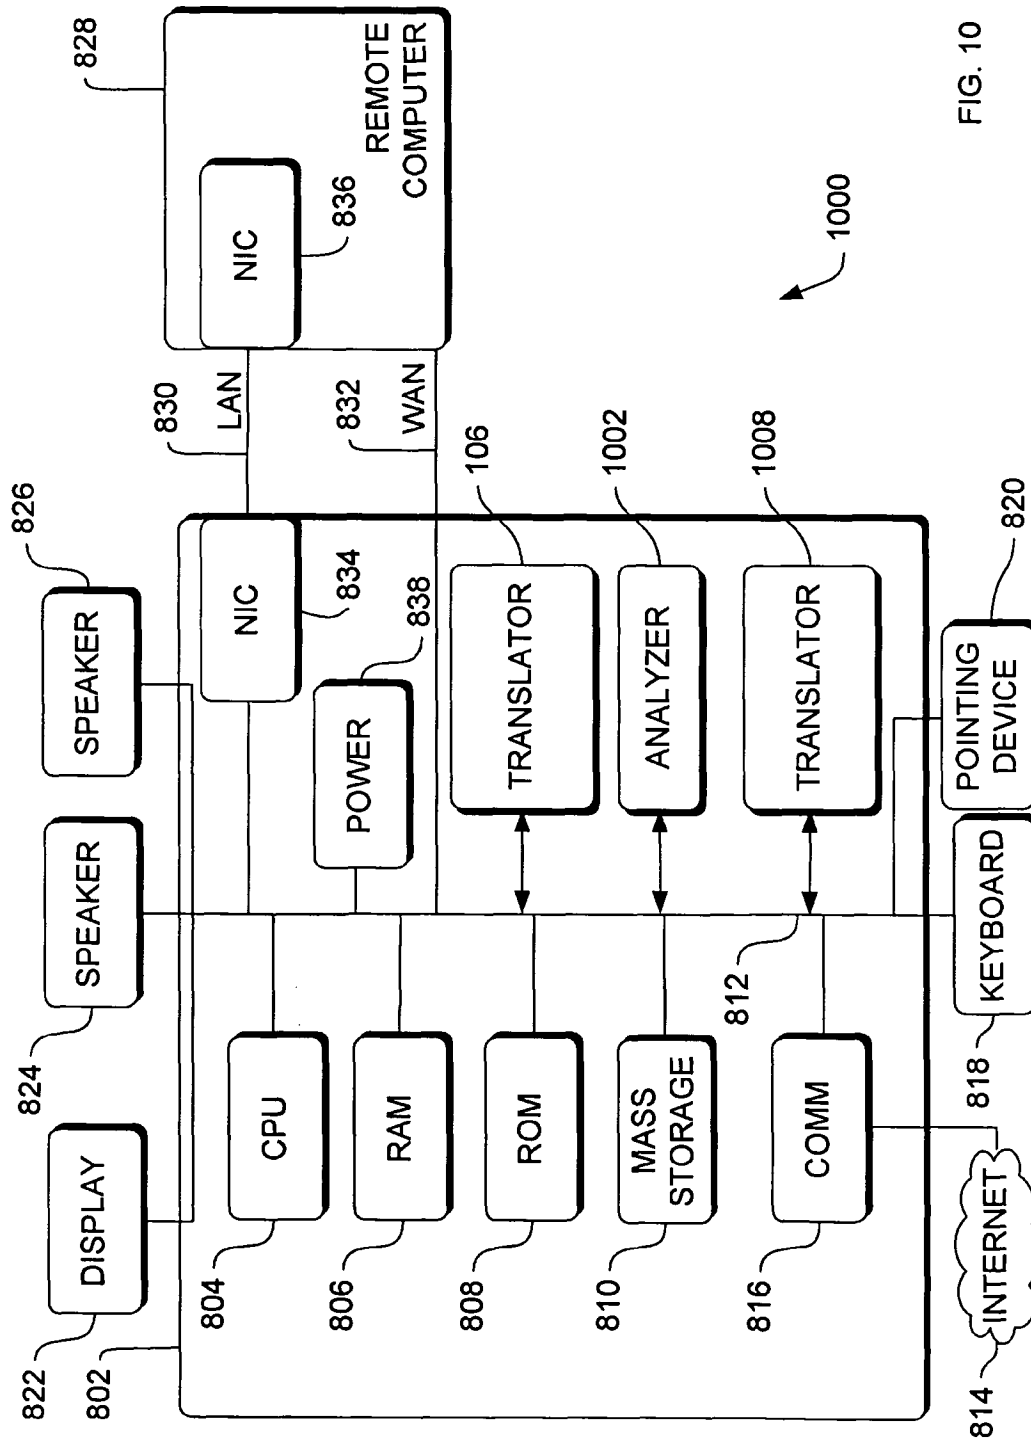 822
DISPLAY
824
SPEAKER
826
SPEAKER
802
828
804
CPU
NIC
834
830
LAN
NIC
836
REMOTE
COMPUTER
806
RAM
POWER
838
832
WAN
808
ROM
TRANSLATOR
106
810
MASS
STORAGE
ANALYZER
1002
812
816
COMM
TRANSLATOR
1008
1000
814
INTERNET
818
KEYBOARD
POINTING
DEVICE
820
FIG. 10